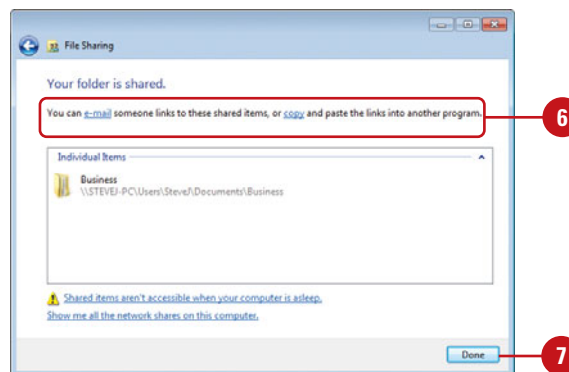 File Sharing
Your folder is shared.
You can e-mail someone links to these shared items, or copy and paste the links into another program.
6
Individual Items
Business
\\STEVEJ-PC\Users\SteveJ\Documents\Business
Shared items aren't accessible when your computer is asleep.
Show me all the network shares on this computer.
Done
7